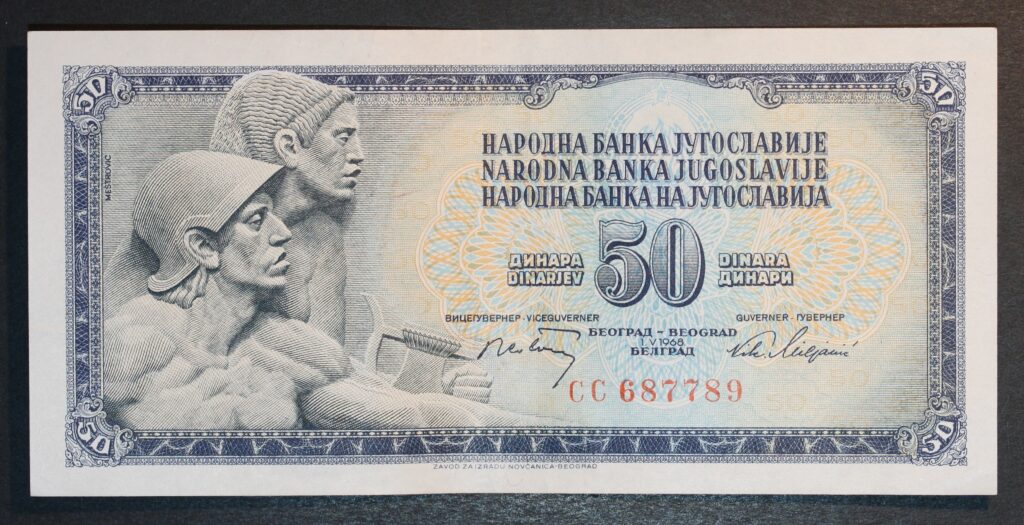 50
50
MEŠTROVIĆ
НАРОДНА БАНКА ЈУГОСЛАВИЈЕ
NARODNA BANKA JUGOSLAVIJE
НАРОДНА БАНКА НА ЈУГОСЛАВИЈА
ДИНАРА 50 DINARA
DINARJEV ДИНАРИ
ВИЦЕГУВЕРНЕР - VICEGUVERNER GUVERNER - ГУВЕРНЕР
БЕОГРАД - BEOGRAD
1. V 1968
БЕЛГРАД
CC 687789
50
50
ZAVOD ZA IZRADU NOVČANICA-BEOGRAD